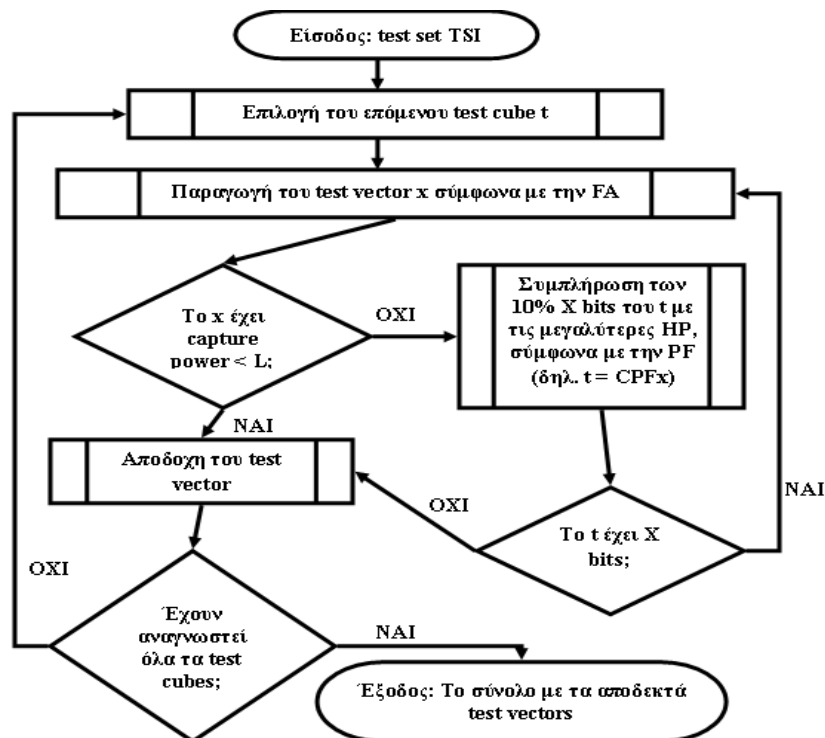 Είσοδος: test set TSI
Επιλογή του επόμενου test cube t
Παραγωγή του test vector x σύμφωνα με την FA
Το x έχει
capture
power < L;
ΟΧΙ
Συμπλήρωση των
10% X bits του t με
τις μεγαλύτερες HP,
σύμφωνα με την PF
(δηλ. t = CPFx)
ΝΑΙ
Αποδοχη του test
vector
ΟΧΙ
Το t έχει X
bits;
ΝΑΙ
ΟΧΙ
Έχουν
αναγνωστεί
όλα τα test
cubes;
ΝΑΙ
Έξοδος: Το σύνολο με τα αποδεκτά
test vectors